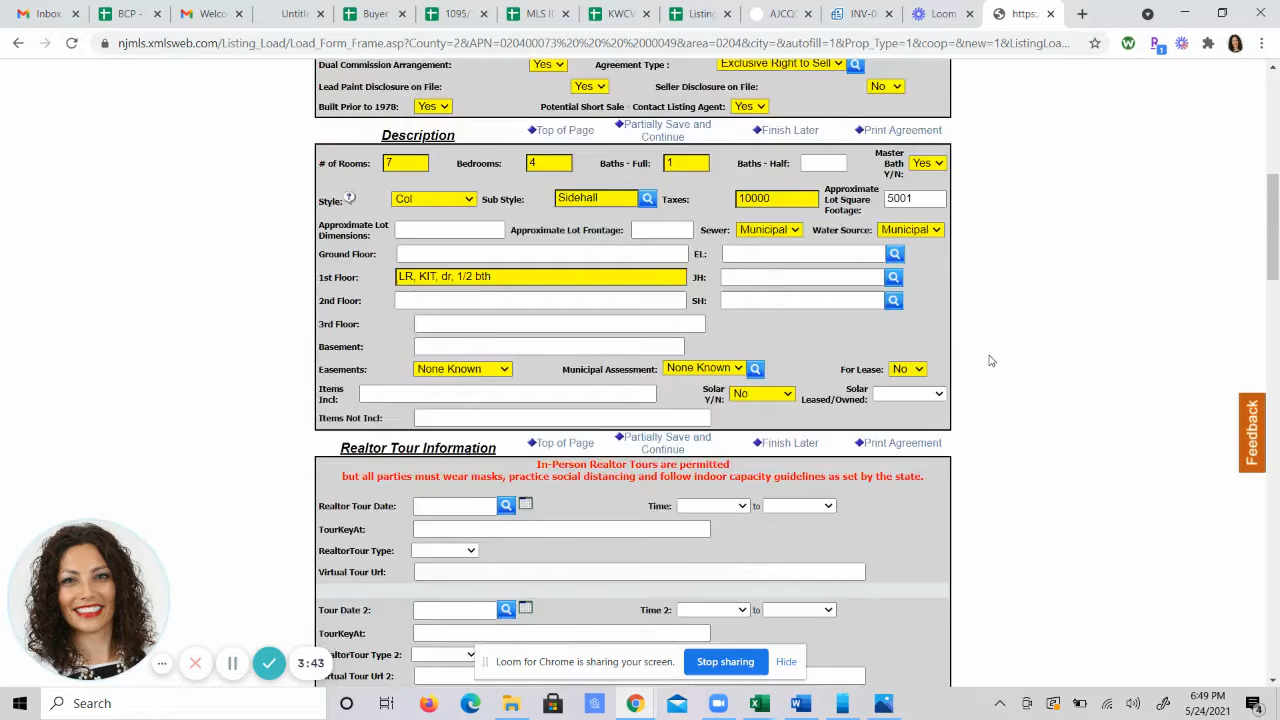 Inbox BCP - Buyer Welco Untitle BCP 1095/ MS II KWCV Listing AJCCI INV-0 Loom https:
njmls.xmlsweb.com/Listing_Load/Load_Form_Frame.asp?County=2&APN=090400073%20%20%20%20000049&area=0204&city=&autofill=1&Prop_Type=1&coop=&new=1&ListingLoa...
Dual Commission Arrangement: Yes Agreement Type : Exclusive Right to Sell
Lead Paint Disclosure on File: Yes Seller Disclosure on File: No
Built Prior to 1978: Yes Potential Short Sale - Contact Listing Agent: Yes
Description Top of Page Partially Save and Continue Finish Later Print Agreement
# of Rooms: 7 Bedrooms: 4 Baths - Full: 1 Baths - Half: Master Bath Y/N: Yes
Style: Col Sub Style: Sidehall Taxes: 10000 Approximate Lot Square Footage: 5001
Approximate Lot Dimensions: Approximate Lot Frontage: Sewer: Municipal Water Source: Municipal
Ground Floor: EL:
1st Floor: LR, KIT, dr, 1/2 bth JH:
2nd Floor: SH:
3rd Floor:
Basement:
Easements: None Known Municipal Assessment: None Known For Lease: No
Items Incl: Solar Y/N: No Solar Leased/Owned:
Items Not Incl:
Realtor Tour Information Top of Page Partially Save and Continue Finish Later Print Agreement
In-Person Realtor Tours are permitted
but all parties must wear masks, practice social distancing and follow indoor capacity guidelines as set by the state.
Realtor Tour Date: Time: to
TourKeyAt:
RealtorTour Type:
Virtual Tour Url:
Tour Date 2: Time 2: to
TourKeyAt:
ealtorTour Type 2:
irtual Tour Url 2:
3:43
Loom for Chrome is sharing your screen. Stop sharing Hide
Feedback
Search
6:49 PM
5/24/2021
4